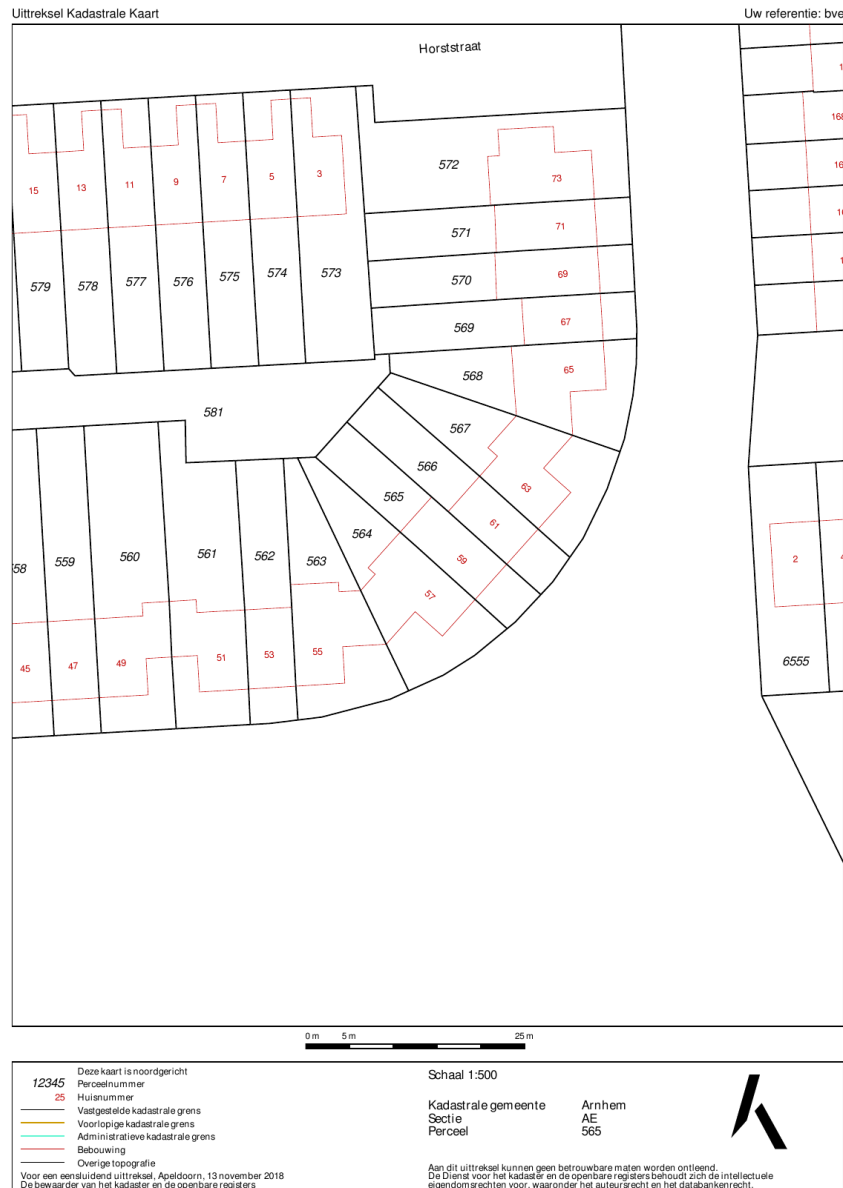 Uittreksel Kadastrale Kaart
Uw referentie: bve
Horststraat
572
73
15
13
11
9
7
5
3
571
71
579
578
577
576
575
574
573
570
69
569
67
568
65
581
567
566
63
565
61
564
59
58
559
560
561
562
563
57
2
45
47
49
51
53
55
6555
0 m 5 m 25 m
Deze kaart is noordgericht
12345 Perceelnummer
25 Huisnummer
Vastgestelde kadastrale grens
Voorlopige kadastrale grens
Administratieve kadastrale grens
Bebouwing
Overige topografie
Voor een eensluidend uittreksel, Apeldoorn, 13 november 2018
De bewaarder van het kadaster en de openbare registers
Schaal 1:500
Kadastrale gemeente Arnhem
Sectie AE
Perceel 565
Aan dit uittreksel kunnen geen betrouwbare maten worden ontleend.
De Dienst voor het kadaster en de openbare registers behoudt zich de intellectuele
eigendomsrechten voor, waaronder het auteursrecht en het databankenrecht.